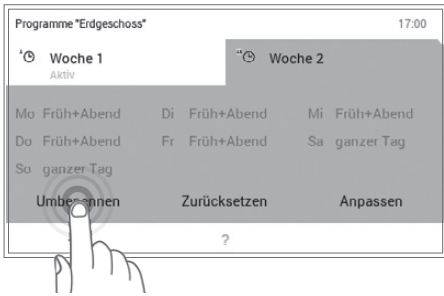 Programme "Erdgeschoss" 17:00
Woche 1 Woche 2
Aktiv
Mo Früh+Abend Di Früh+Abend Mi Früh+Abend
Do Früh+Abend Fr Früh+Abend Sa ganzer Tag
So ganzer Tag
Umbenennen Zurücksetzen Anpassen
?